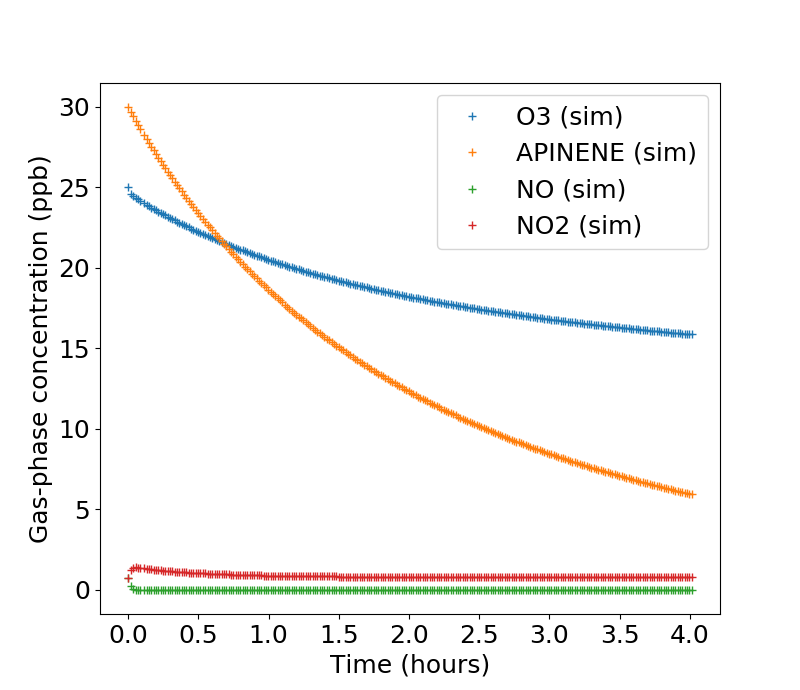 O3 (sim)
APINENE (sim)
NO (sim)
NO2 (sim)
Gas-phase concentration (ppb)
30
25
20
15
10
5
0
0.0 0.5 1.0 1.5 2.0 2.5 3.0 3.5 4.0
Time (hours)